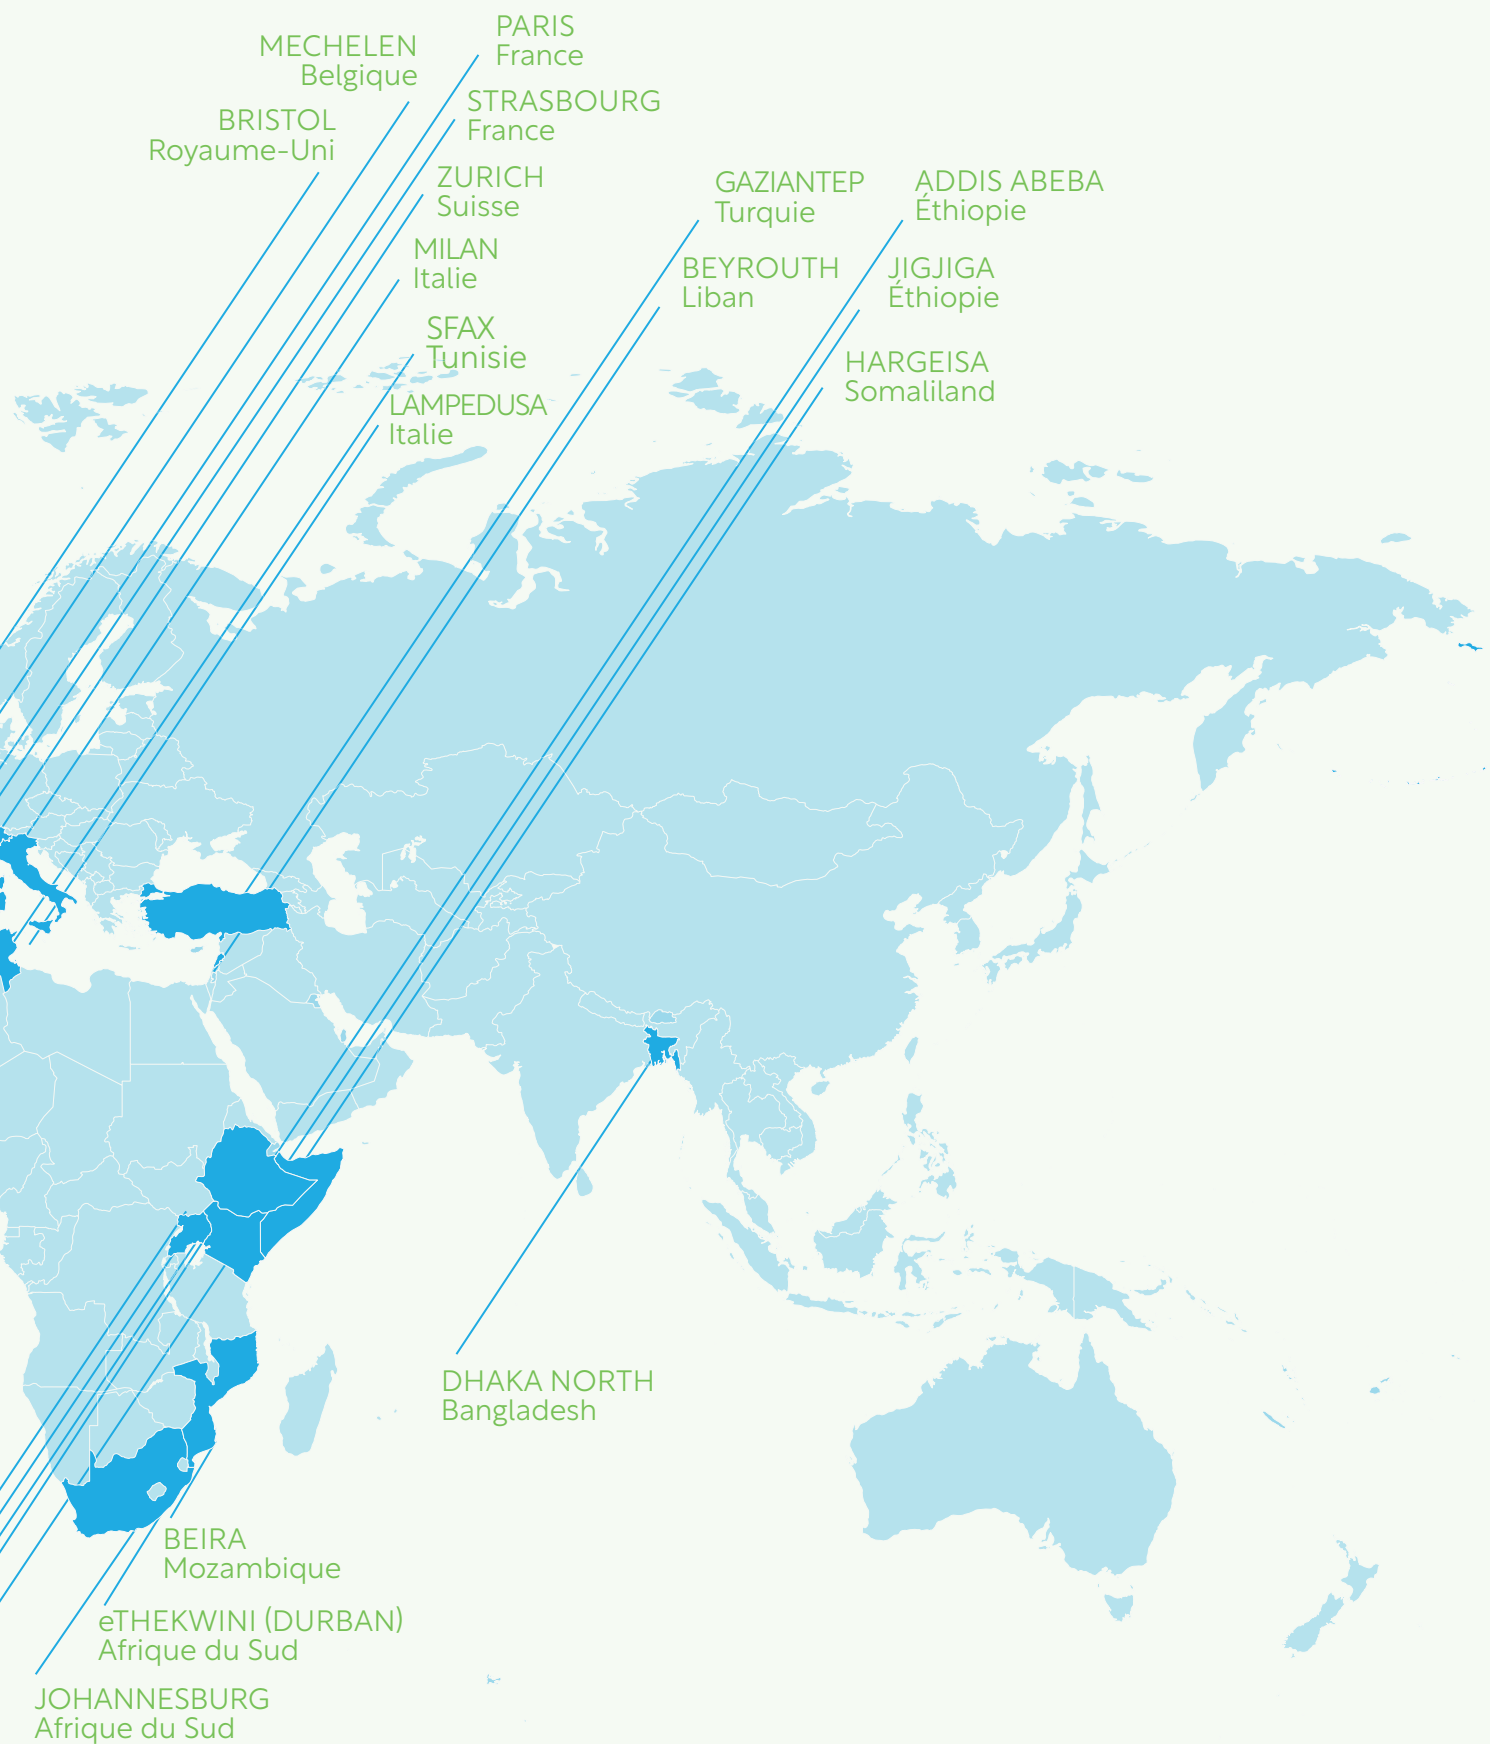 PARIS
France
MECHELEN
Belgique
STRASBOURG
France
BRISTOL
Royaume-Uni
ZURICH
Suisse
GAZIANTEP
Turquie
ADDIS ABEBA
Éthiopie
MILAN
Italie
BEYROUTH
Liban
JIGJIGA
Éthiopie
SFAX
Tunisie
HARGEISA
Somaliland
LAMPEDUSA
Italie
DHAKA NORTH
Bangladesh
BEIRA
Mozambique
eTHEKWINI (DURBAN)
Afrique du Sud
JOHANNESBURG
Afrique du Sud